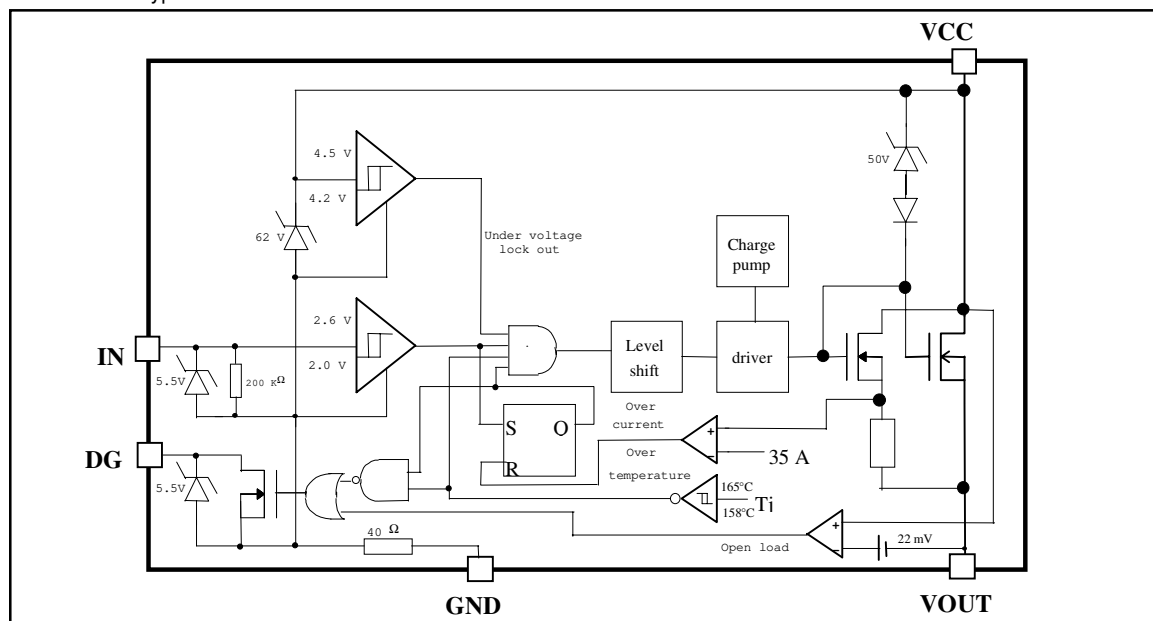 VCC
4.5 V
50V
4.2 V
62 V
Under voltage
lock out
Charge
pump
2.6 V
IN
2.0 V
Level
shift
driver
5.5V
200 KΩ
Over
current
S
O
+
DG
Over
−
35 A
R
5.5V
temperature
165°C
Tj
158°C
40 Ω
+
Open load
−
22 mV
GND
VOUT